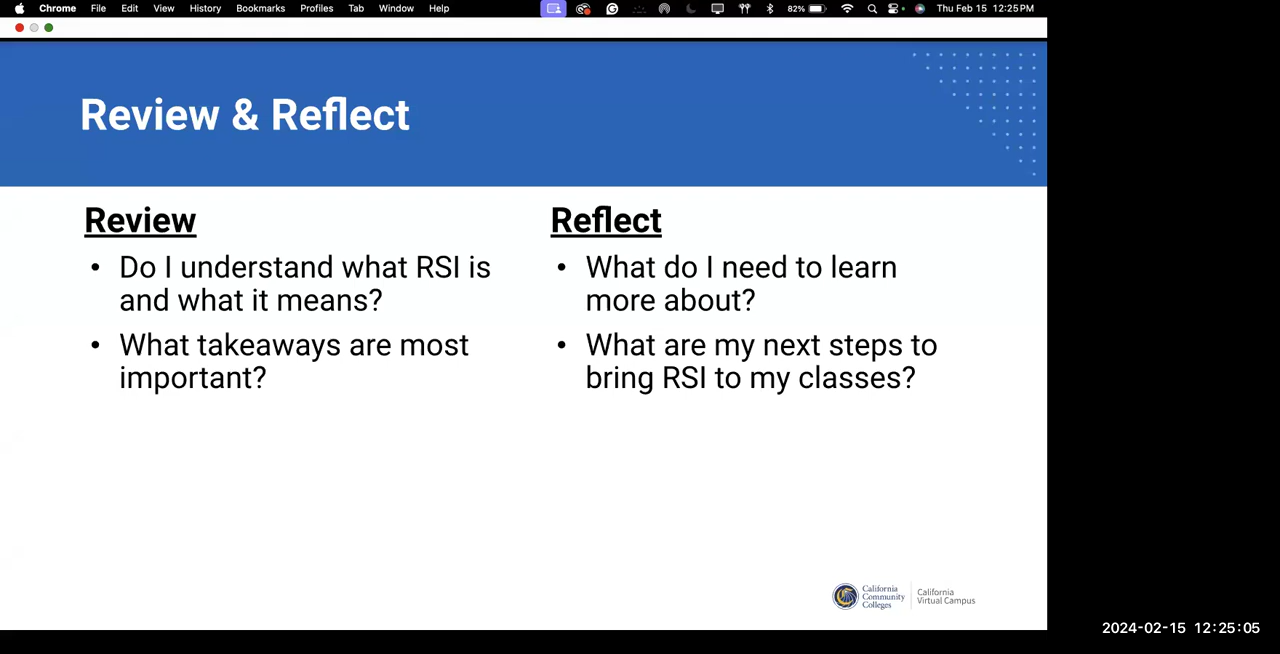 Chrome File Edit View History Bookmarks Profiles Tab Window Help 82% Thu Feb 15 12:25 PM
Review & Reflect
Review
• Do I understand what RSI is
and what it means?
• What takeaways are most
important?
Reflect
• What do I need to learn
more about?
• What are my next steps to
bring RSI to my classes?
California
Community
Colleges
California
Virtual Campus
2024-02-15 12:25:05